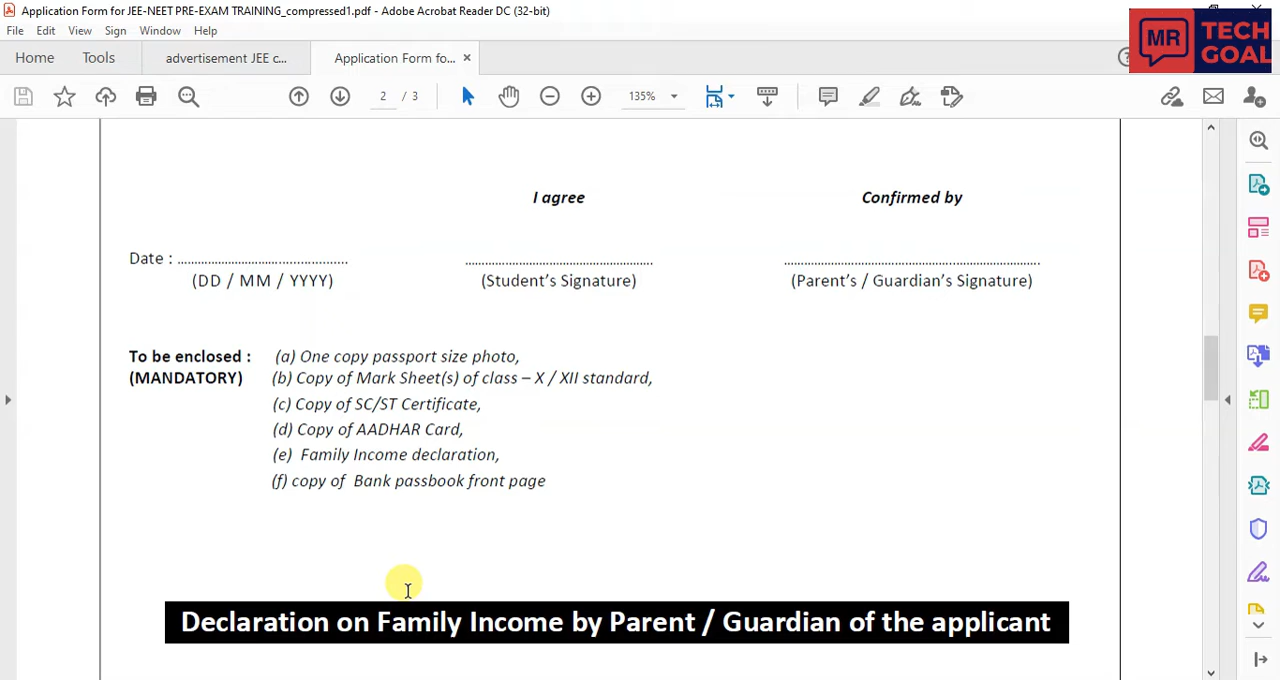 Application Form for JEE-NEET PRE-EXAM TRAINING_compressed1.pdf - Adobe Acrobat Reader DC (32-bit)
File Edit View Sign Window Help
MR TECH GOAL
Home Tools advertisement JEE c... Application Form fo... ×
2 / 3 135%
I agree Confirmed by
Date : ................................................
(DD / MM / YYYY) (Student's Signature) (Parent's / Guardian's Signature)
To be enclosed : (a) One copy passport size photo,
(MANDATORY) (b) Copy of Mark Sheet(s) of class – X / XII standard,
(c) Copy of SC/ST Certificate,
(d) Copy of AADHAR Card,
(e) Family Income declaration,
(f) copy of Bank passbook front page
Declaration on Family Income by Parent / Guardian of the applicant